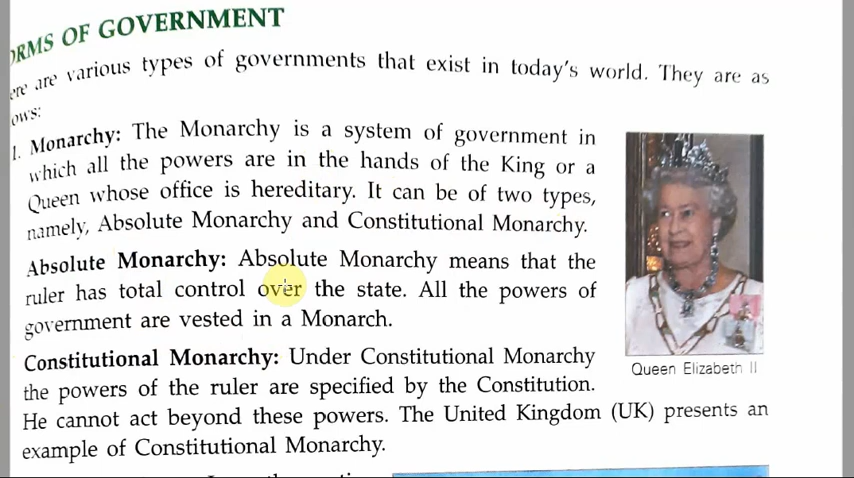 ORMS OF GOVERNMENT
ere are various types of governments that exist in today's world. They are as
ows:
1. Monarchy: The Monarchy is a system of government in
which all the powers are in the hands of the King or a
Queen whose office is hereditary. It can be of two types,
namely, Absolute Monarchy and Constitutional Monarchy.
Absolute Monarchy: Absolute Monarchy means that the
ruler has total control over the state. All the powers of
government are vested in a Monarch.
Constitutional Monarchy: Under Constitutional Monarchy
the powers of the ruler are specified by the Constitution.
He cannot act beyond these powers. The United Kingdom (UK) presents an
example of Constitutional Monarchy.
Queen Elizabeth II